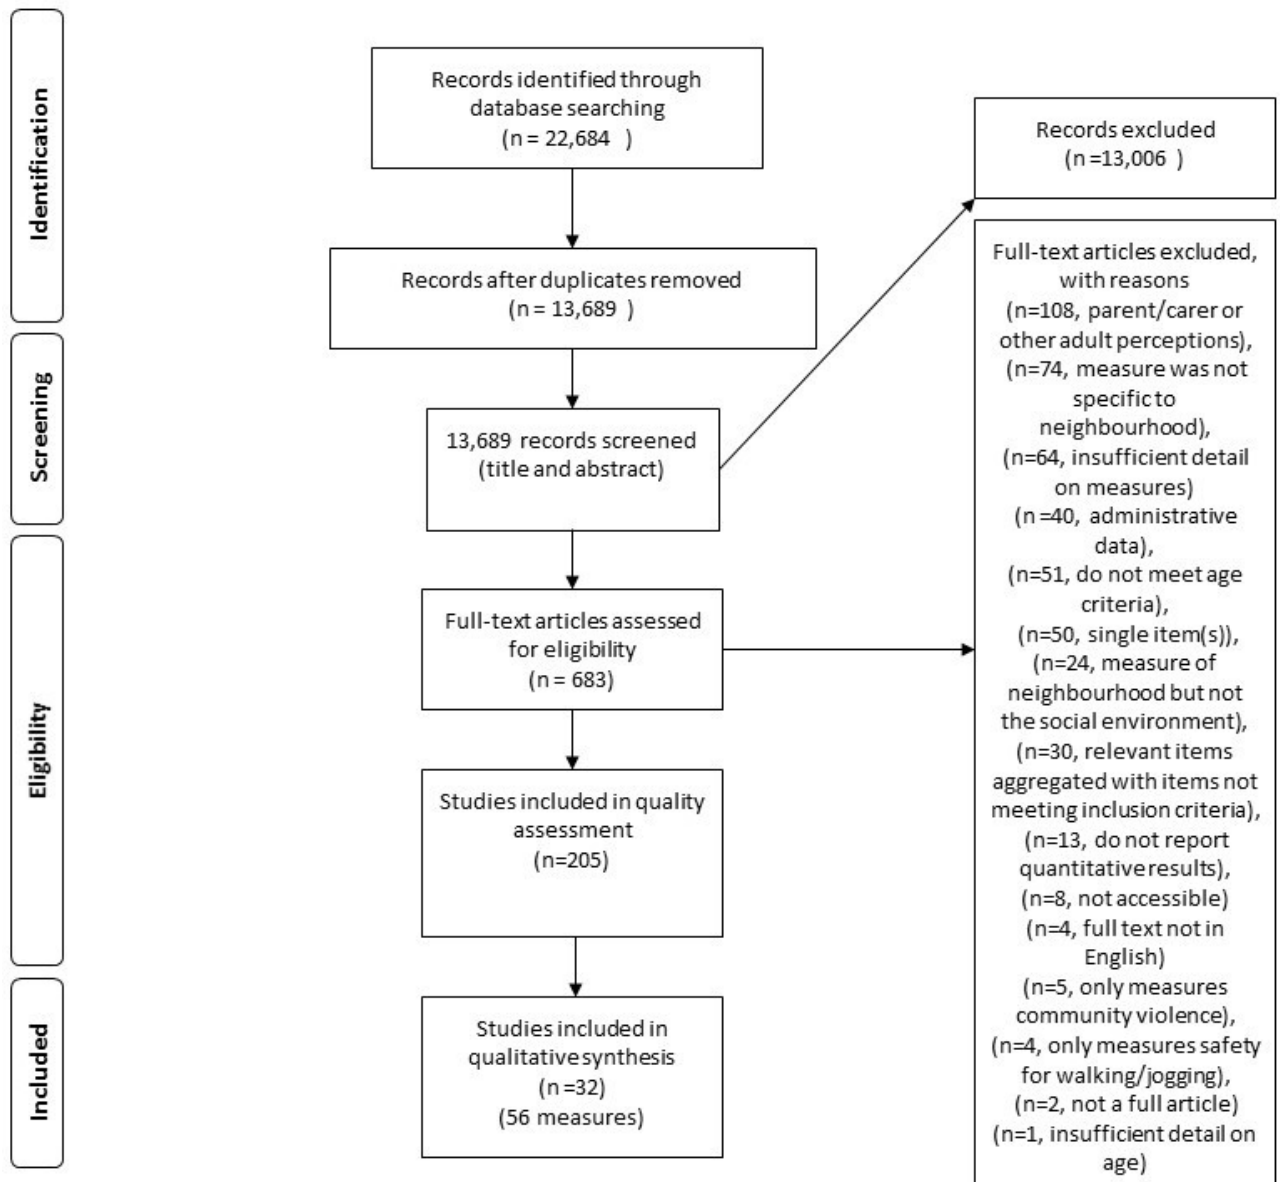 Identification
Records identified through
database searching
(n = 22,684 )
Records after duplicates removed
(n = 13,689 )
Screening
13,689 records screened
(title and abstract)
Records excluded
(n =13,006 )
Eligibility
Full-text articles assessed
for eligibility
(n = 683)
Full-text articles excluded,
with reasons
(n=108, parent/carer or
other adult perceptions),
(n=74, measure was not
specific to
neighbourhood),
(n=64, insufficient detail
on measures)
(n =40, administrative
data),
(n=51, do not meet age
criteria),
(n=50, single item(s)),
(n=24, measure of
neighbourhood but not
the social environment),
(n=30, relevant items
aggregated with items not
meeting inclusion criteria),
(n=13, do not report
quantitative results),
(n=8, not accessible)
(n=4, full text not in
English)
(n=5, only measures
community violence),
(n=4, only measures safety
for walking/jogging),
(n=2, not a full article)
(n=1, insufficient detail on
age)
Studies included in quality
assessment
(n=205)
Included
Studies included in
qualitative synthesis
(n =32)
(56 measures)